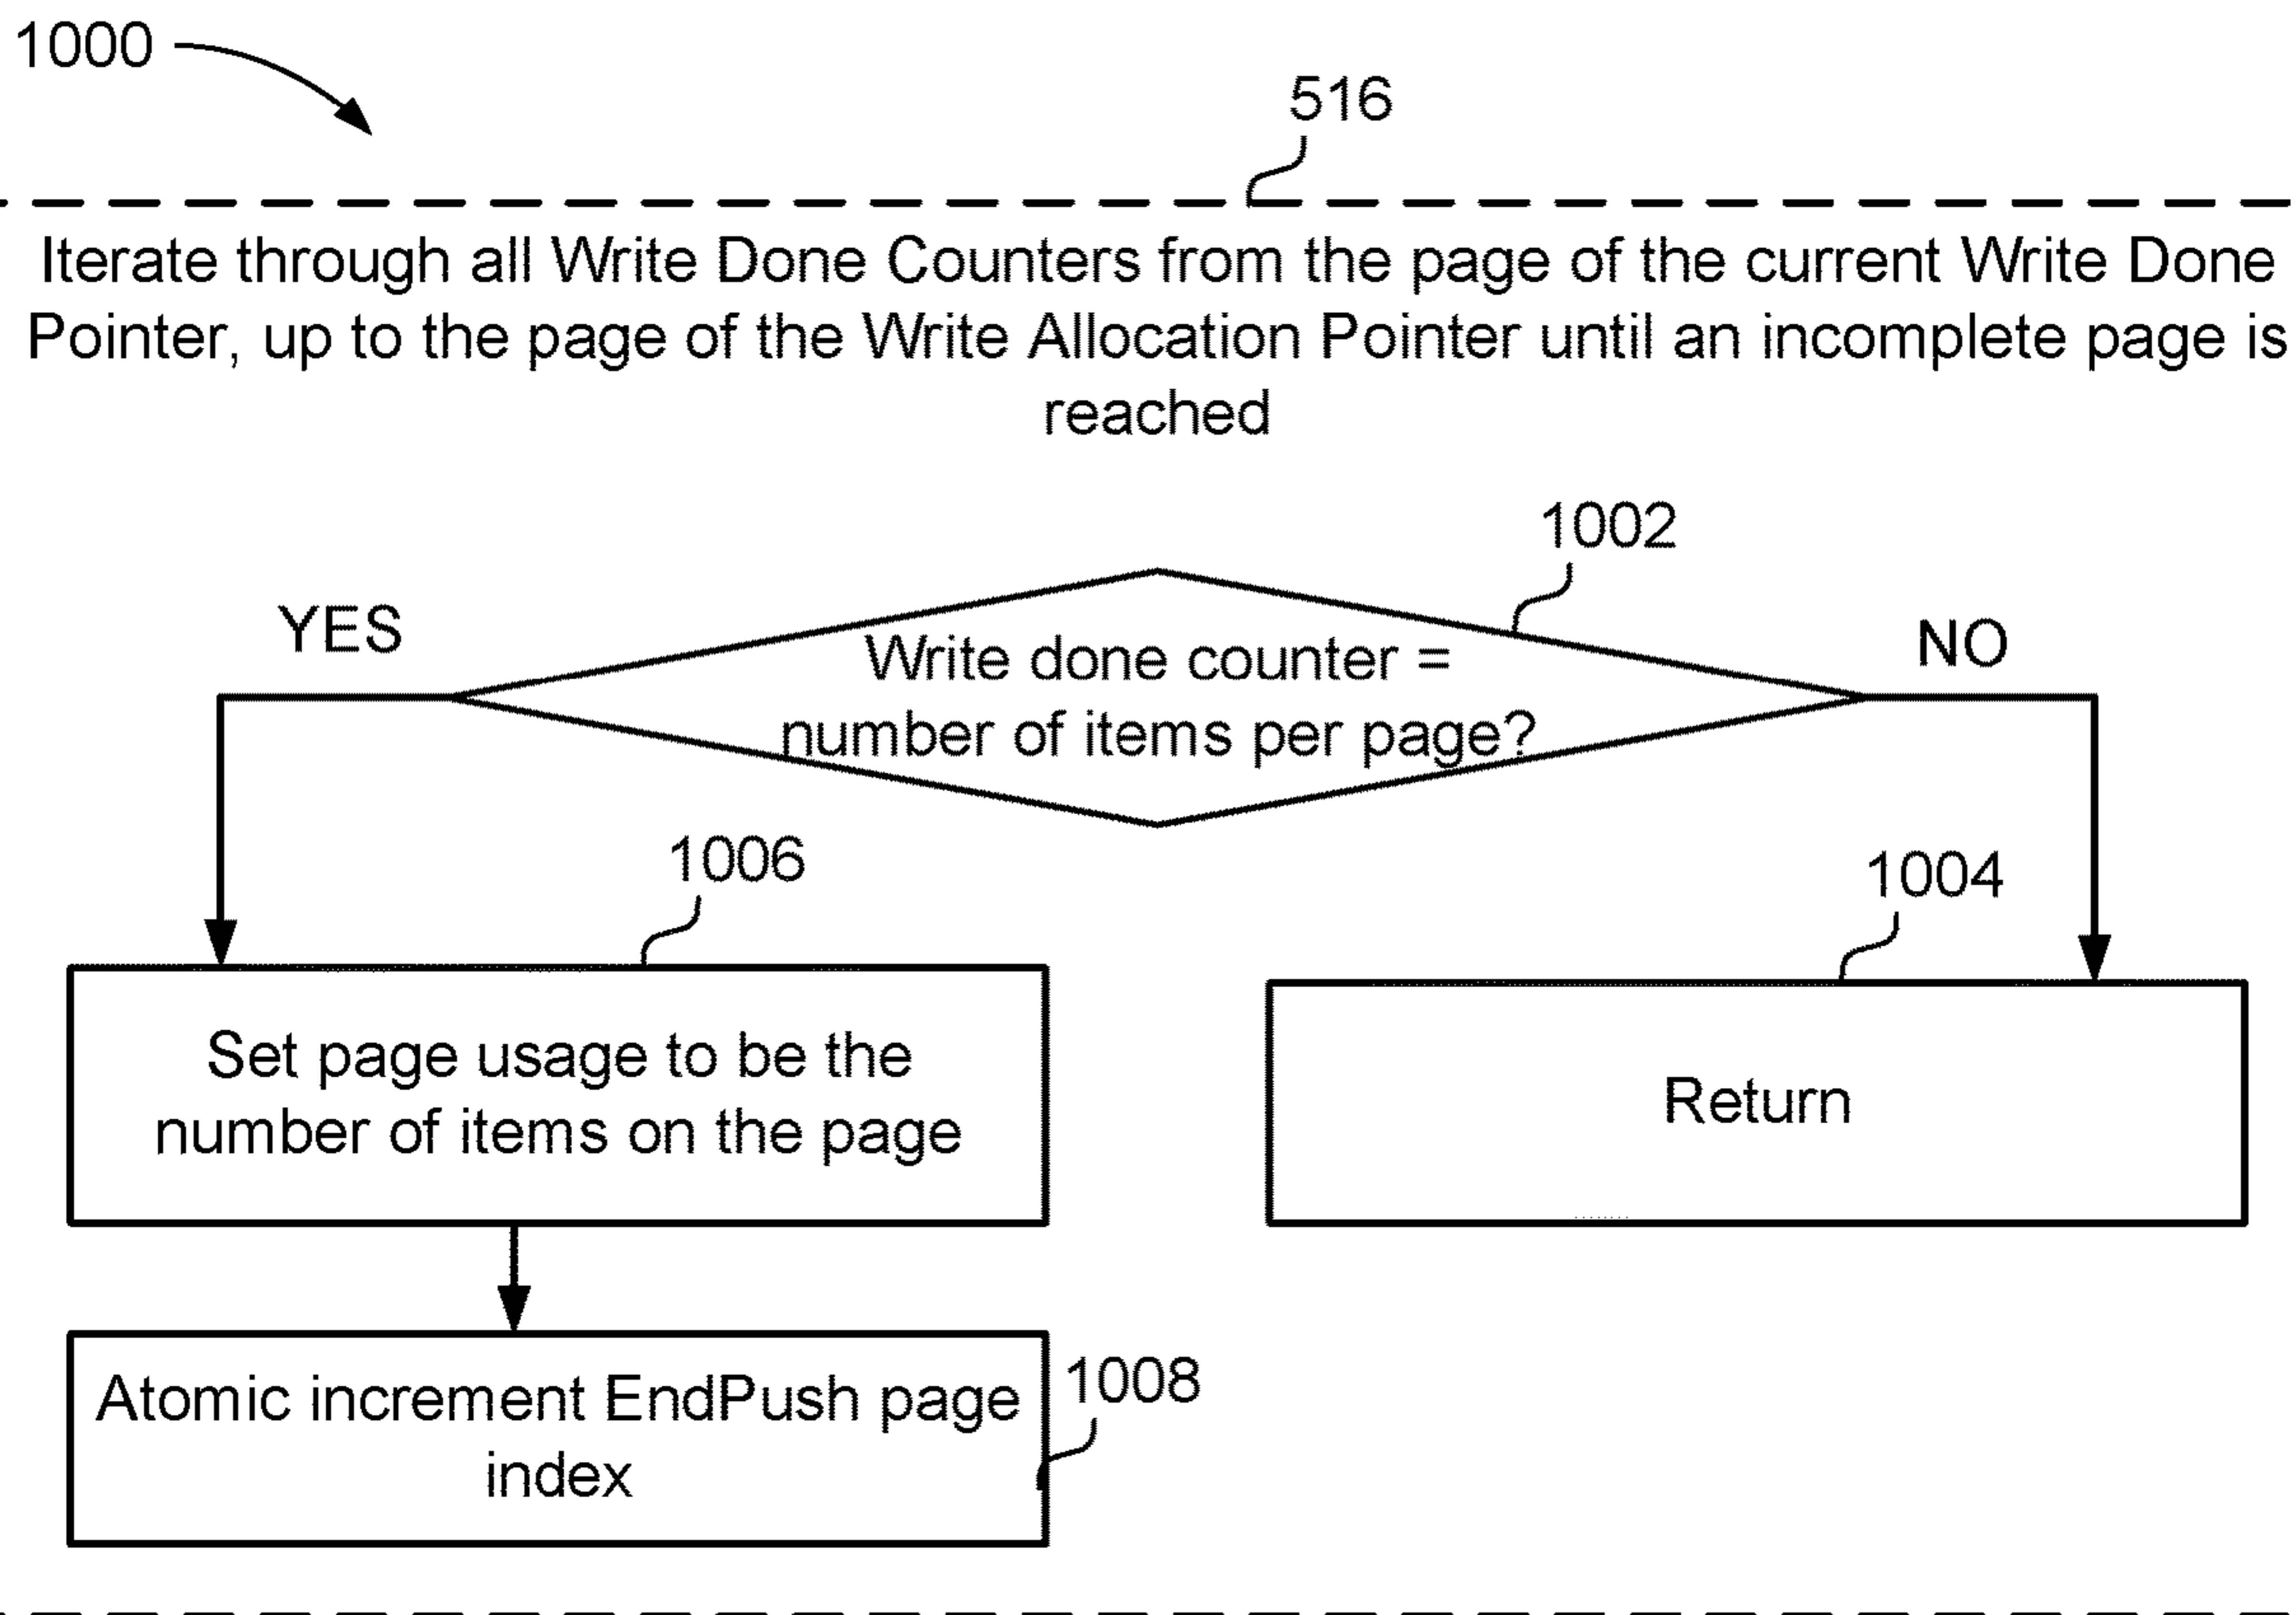 1000
516
Iterate through all Write Done Counters from the page of the current Write Done
Pointer, up to the page of the Write Allocation Pointer until an incomplete page is
reached
1002
YES
NO
Write done counter =
number of items per page?
1006
1004
Set page usage to be the
number of items on the page
Return
1008
Atomic increment EndPush page
index